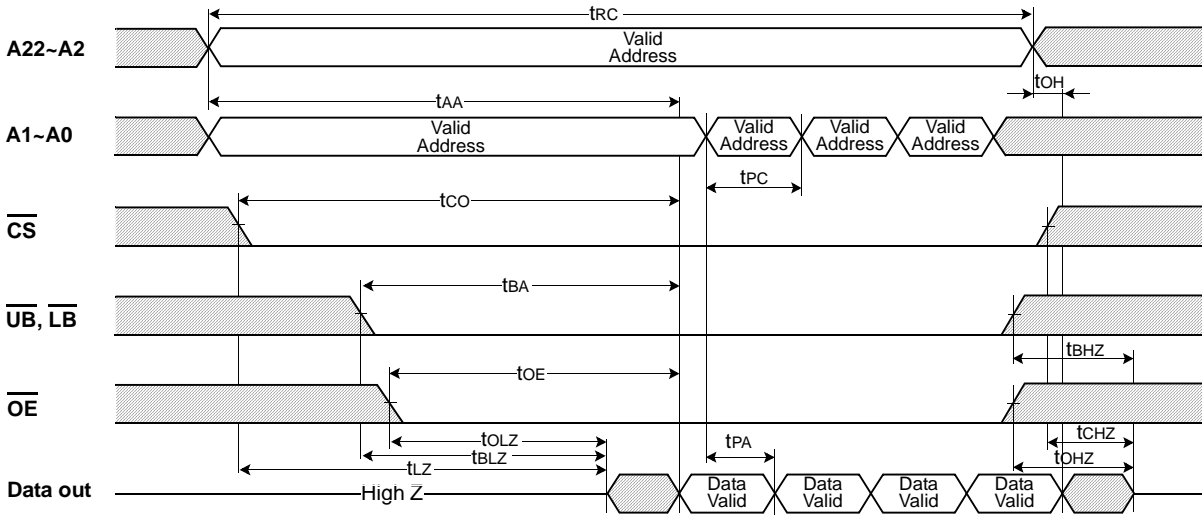 tRC
A22~A2
Valid
Address
tOH
tAA
A1~A0
Valid
Address
Valid
Address
Valid
Address
Valid
Address
tPC
tCO
CS
tBA
UB, LB
tBHZ
tOE
OE
tOLZ
tBLZ
tLZ
tPA
tCHZ
tOHZ
Data out
High Z
Data
Valid
Data
Valid
Data
Valid
Data
Valid